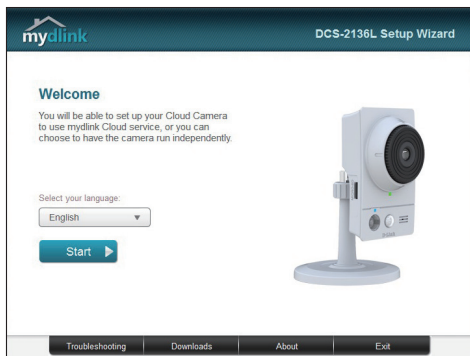 mydlink
DCS-2136L Setup Wizard
Welcome
You will be able to set up your Cloud Camera
to use mydlink Cloud service, or you can
choose to have the camera run independently.
Select your language:
English
Start
D-Link
Troubleshooting Downloads About Exit